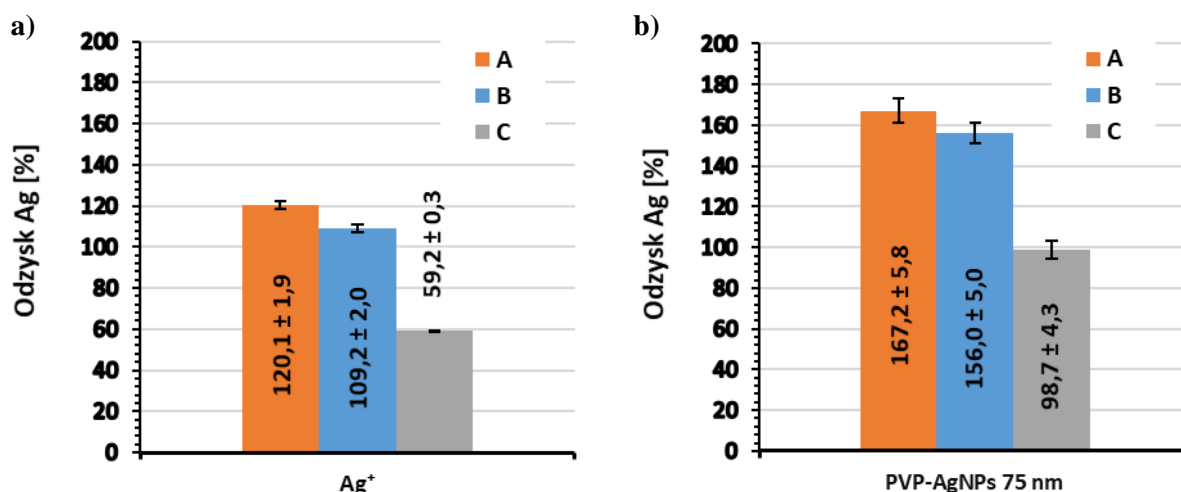 a)
Odzysk Ag [%]
200
180
160
140
120
100
80
60
40
20
0
A
B
C
120,1 ± 1,9
109,2 ± 2,0
59,2 ± 0,3
Ag⁺
b)
Odzysk Ag [%]
200
180
160
140
120
100
80
60
40
20
0
A
B
C
167,2 ± 5,8
156,0 ± 5,0
98,7 ± 4,3
PVP-AgNPs 75 nm